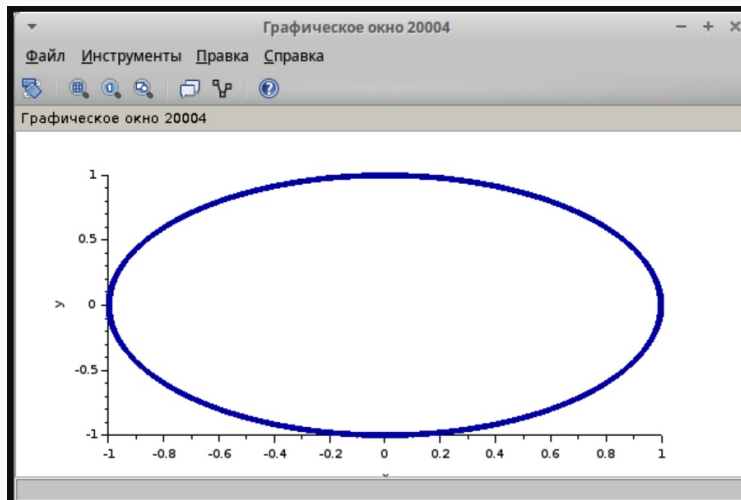 Графическое окно 20004
Файл Инструменты Правка Справка
Графическое окно 20004
1
0.5
y
0
-0.5
-1
-1 -0.8 -0.6 -0.4 -0.2 0 0.2 0.4 0.6 0.8 1